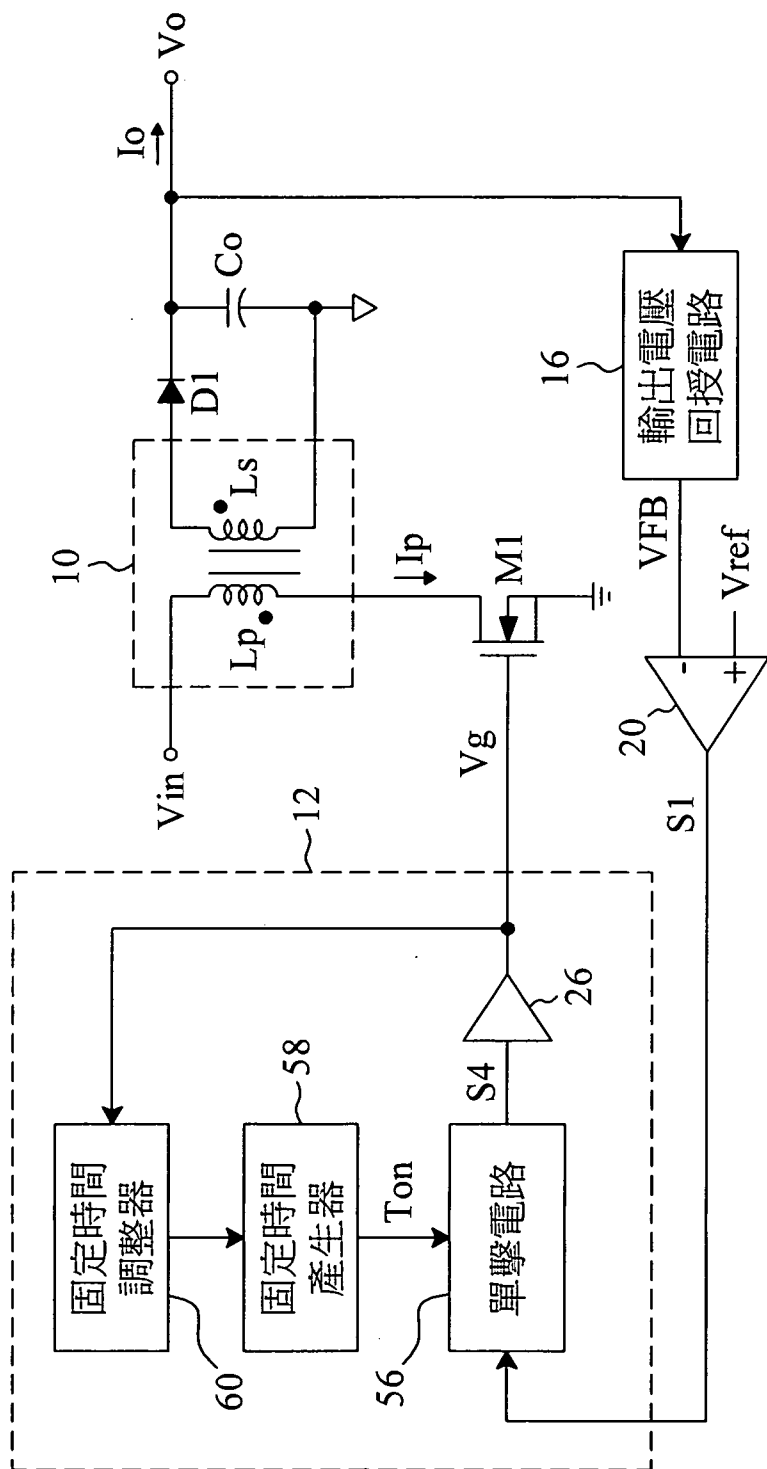 12
固定時間
調整器
60
固定時間
產生器
58
Ton
單擊電路
56
S4
26
Vg
Vin
10
Lp
Ls
Ip
M1
D1
Co
Io
Vo
輸出電壓
回授電路
16
VFB
Vref
-
+
20
S1